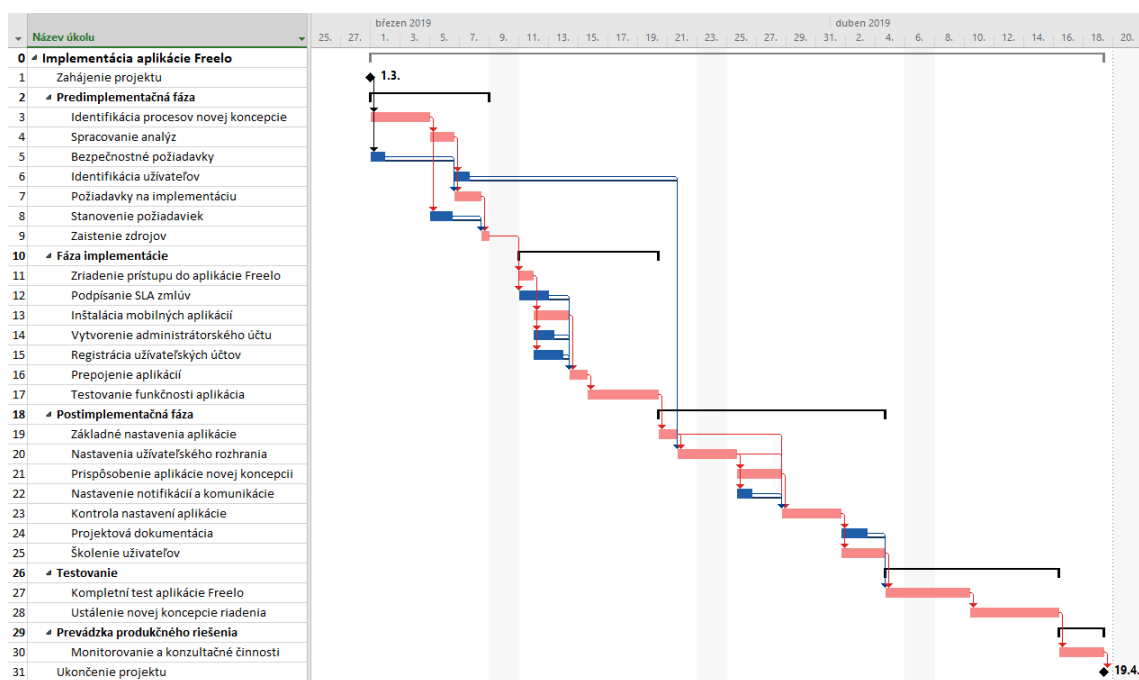 březen 2019 duben 2019
Název úkolu 25. 27. 1. 3. 5. 7. 9. 11. 13. 15. 17. 19. 21. 23. 25. 27. 29. 31. 2. 4. 6. 8. 10. 12. 14. 16. 18. 20.
0 Implementácia aplikácie Freelo
1 Zahájenie projektu 1.3.
2 Predimplementačná fáza
3 Identifikácia procesov novej koncepcie
4 Spracovanie analýz
5 Bezpečnostné požiadavky
6 Identifikácia užívateľov
7 Požiadavky na implementáciu
8 Stanovenie požiadaviek
9 Zaistenie zdrojov
10 Fáza implementácie
11 Zriadenie prístupu do aplikácie Freelo
12 Podpísanie SLA zmlúv
13 Inštalácia mobilných aplikácií
14 Vytvorenie administrátorského účtu
15 Registrácia užívateľských účtov
16 Prepojenie aplikácií
17 Testovanie funkčnosti aplikácia
18 Postimplementačná fáza
19 Základné nastavenia aplikácie
20 Nastavenia užívateľského rozhrania
21 Prispôsobenie aplikácie novej koncepcii
22 Nastavenie notifikácií a komunikácie
23 Kontrola nastavení aplikácie
24 Projektová dokumentácia
25 Školenie uživateľov
26 Testovanie
27 Kompletní test aplikácie Freelo
28 Ustálenie novej koncepcie riadenia
29 Prevádzka produkčného riešenia
30 Monitorovanie a konzultačné činnosti
31 Ukončenie projektu 19.4.